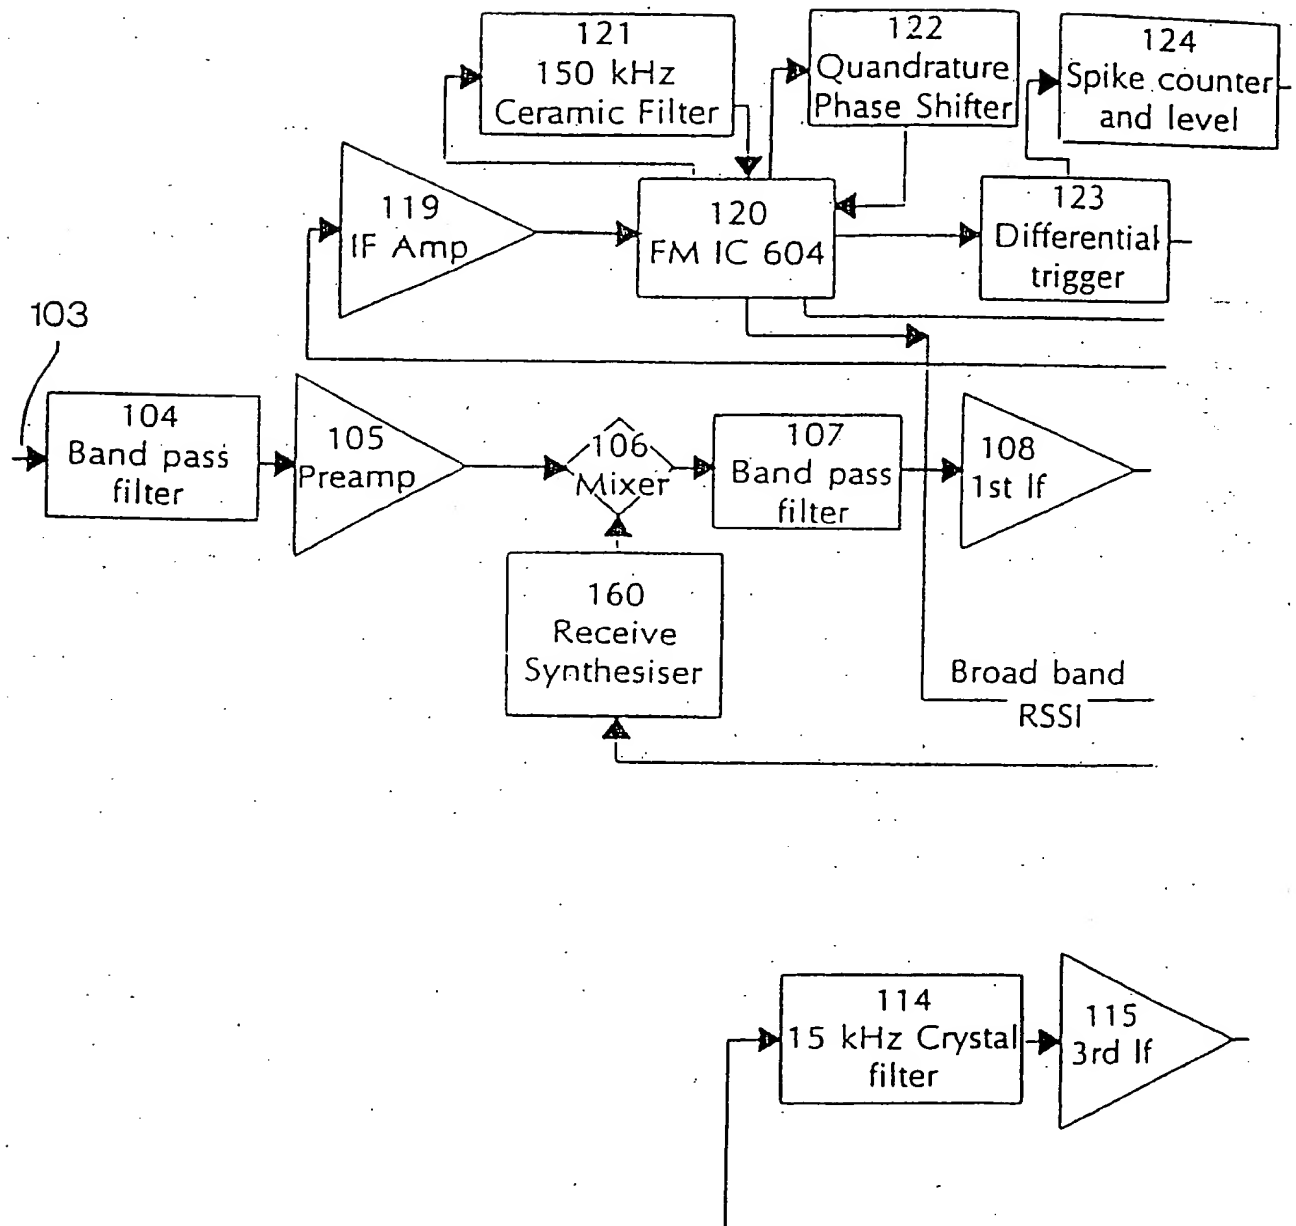 121
150 kHz
Ceramic Filter
122
Quandrature
Phase Shifter
124
Spike counter
and level
119
IF Amp
120
FM IC 604
123
Differential
trigger
103
104
Band pass
filter
105
Preamp
106
Mixer
107
Band pass
filter
108
1st If
160
Receive
Synthesiser
Broad band
RSSI
114
15 kHz Crystal
filter
115
3rd If